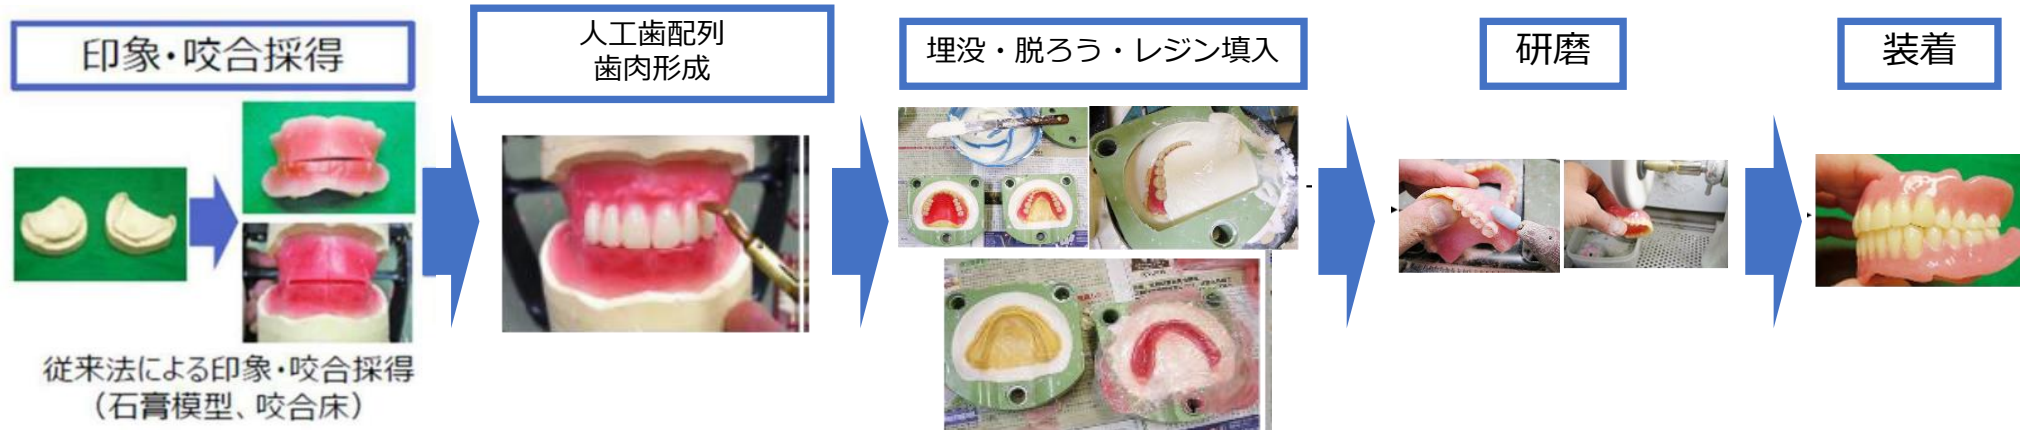 印象・咬合採得
人工歯配列
歯肉形成
埋没・脱ろう・レジン填入
研磨
装着
従来法による印象・咬合採得
（石膏模型、咬合床）